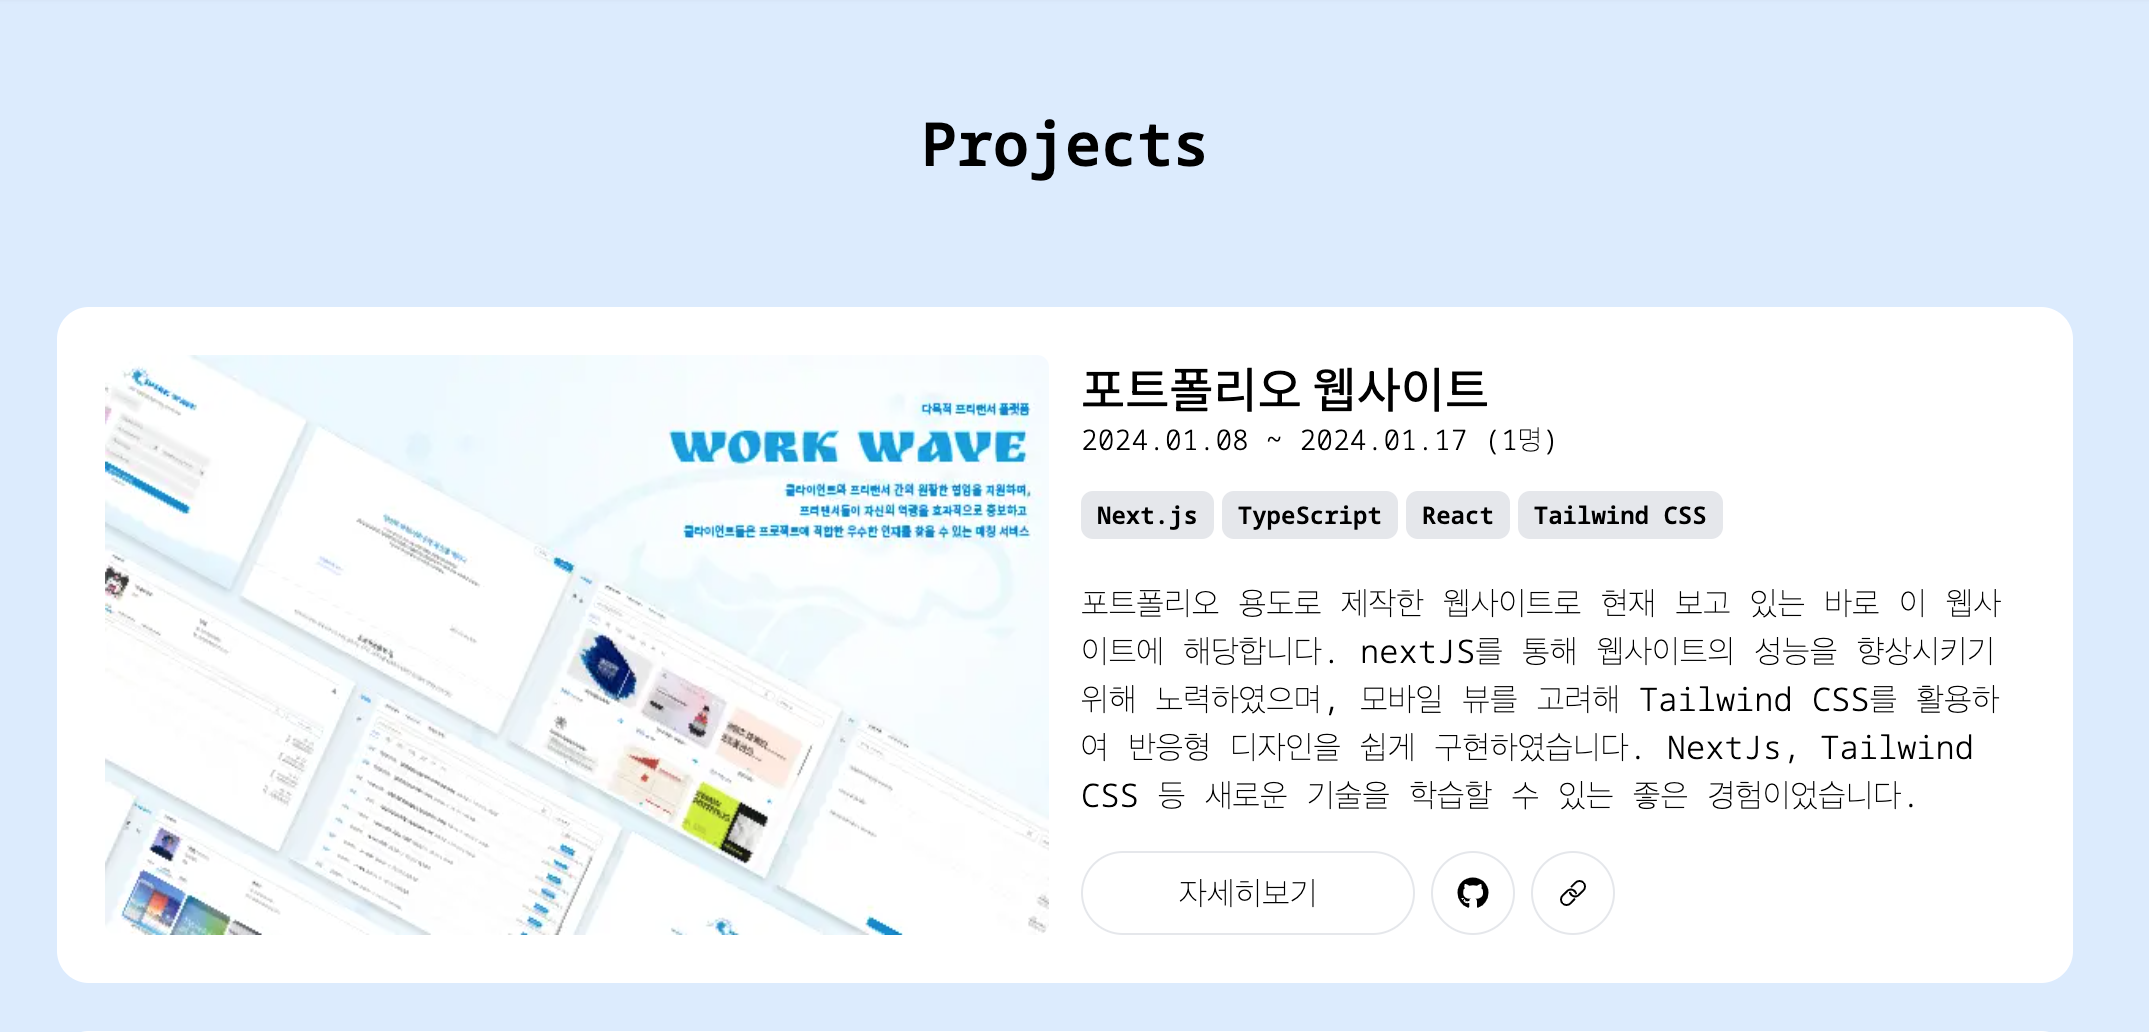 Projects
다목적 프리랜서 플랫폼
WORK WAVE
클라이언트와 프리랜서 간의 원활한 협업을 지원하며,
프리랜서들이 자신의 역량을 효과적으로 홍보하고
클라이언트들은 프로젝트에 적합한 우수한 인재를 찾을 수 있는 매칭 서비스
포트폴리오 웹사이트
2024.01.08 ~ 2024.01.17 (1명)
Next.js TypeScript React Tailwind CSS
포트폴리오 용도로 제작한 웹사이트로 현재 보고 있는 바로 이 웹사
이트에 해당합니다. nextJS를 통해 웹사이트의 성능을 향상시키기
위해 노력하였으며, 모바일 뷰를 고려해 Tailwind CSS를 활용하
여 반응형 디자인을 쉽게 구현하였습니다. NextJs, Tailwind
CSS 등 새로운 기술을 학습할 수 있는 좋은 경험이었습니다.
자세히보기